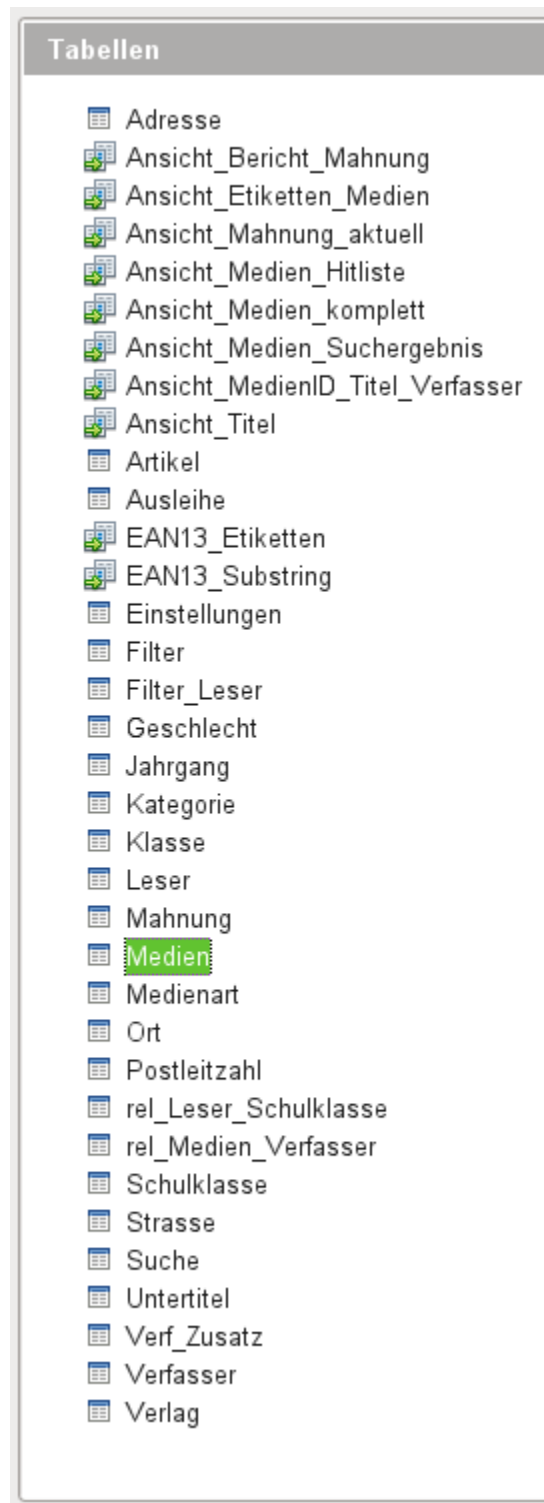 Tabellen
Adresse
Ansicht_Bericht_Mahnung
Ansicht_Etiketten_Medien
Ansicht_Mahnung_aktuell
Ansicht_Medien_Hitliste
Ansicht_Medien_komplett
Ansicht_Medien_Suchergebnis
Ansicht_MedienID_Titel_Verfasser
Ansicht_Titel
Artikel
Ausleihe
EAN13_Etiketten
EAN13_Substring
Einstellungen
Filter
Filter_Leser
Geschlecht
Jahrgang
Kategorie
Klasse
Leser
Mahnung
Medien
Medienart
Ort
Postleitzahl
rel_Leser_Schulklasse
rel_Medien_Verfasser
Schulklasse
Strasse
Suche
Untertitel
Verf_Zusatz
Verfasser
Verlag